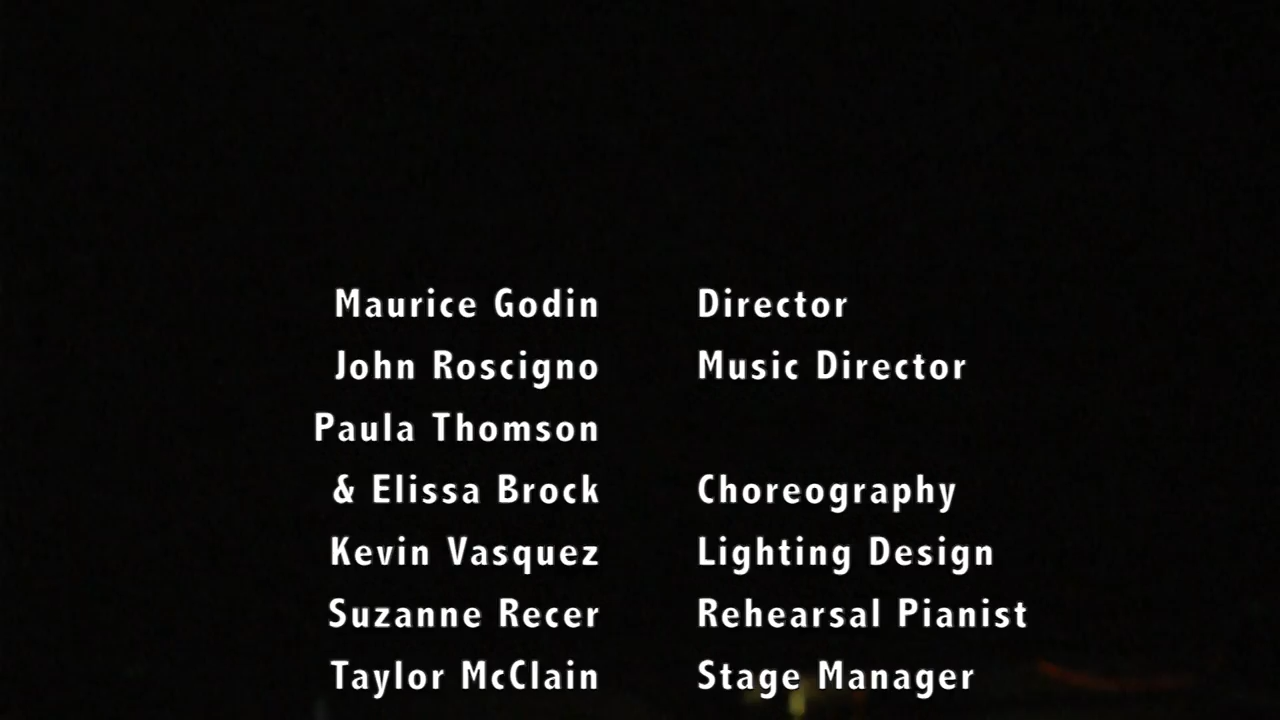 Maurice Godin Director
John Roscigno Music Director
Paula Thomson
& Elissa Brock Choreography
Kevin Vasquez Lighting Design
Suzanne Recer Rehearsal Pianist
Taylor McClain Stage Manager